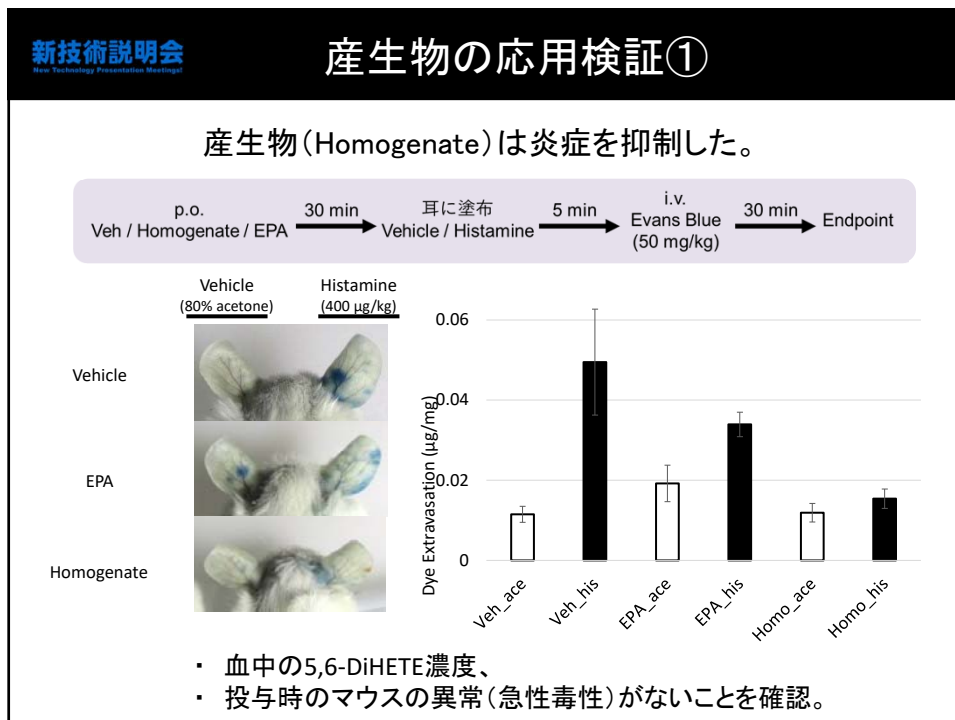 新技術説明会
New Technology Presentation Meetings!
産生物の応用検証①
産生物(Homogenate)は炎症を抑制した。
p.o.
Veh / Homogenate / EPA
30 min
耳に塗布
Vehicle / Histamine
5 min
i.v.
Evans Blue
(50 mg/kg)
30 min
Endpoint
Vehicle
(80% acetone)
Histamine
(400 µg/kg)
Vehicle
EPA
Homogenate
Dye Extravasation (µg/mg)
0.06
0.04
0.02
0
Veh_ace
Veh_his
EPA_ace
EPA_his
Homo_ace
Homo_his
・ 血中の5,6-DiHETE濃度、
・ 投与時のマウスの異常(急性毒性)がないことを確認。